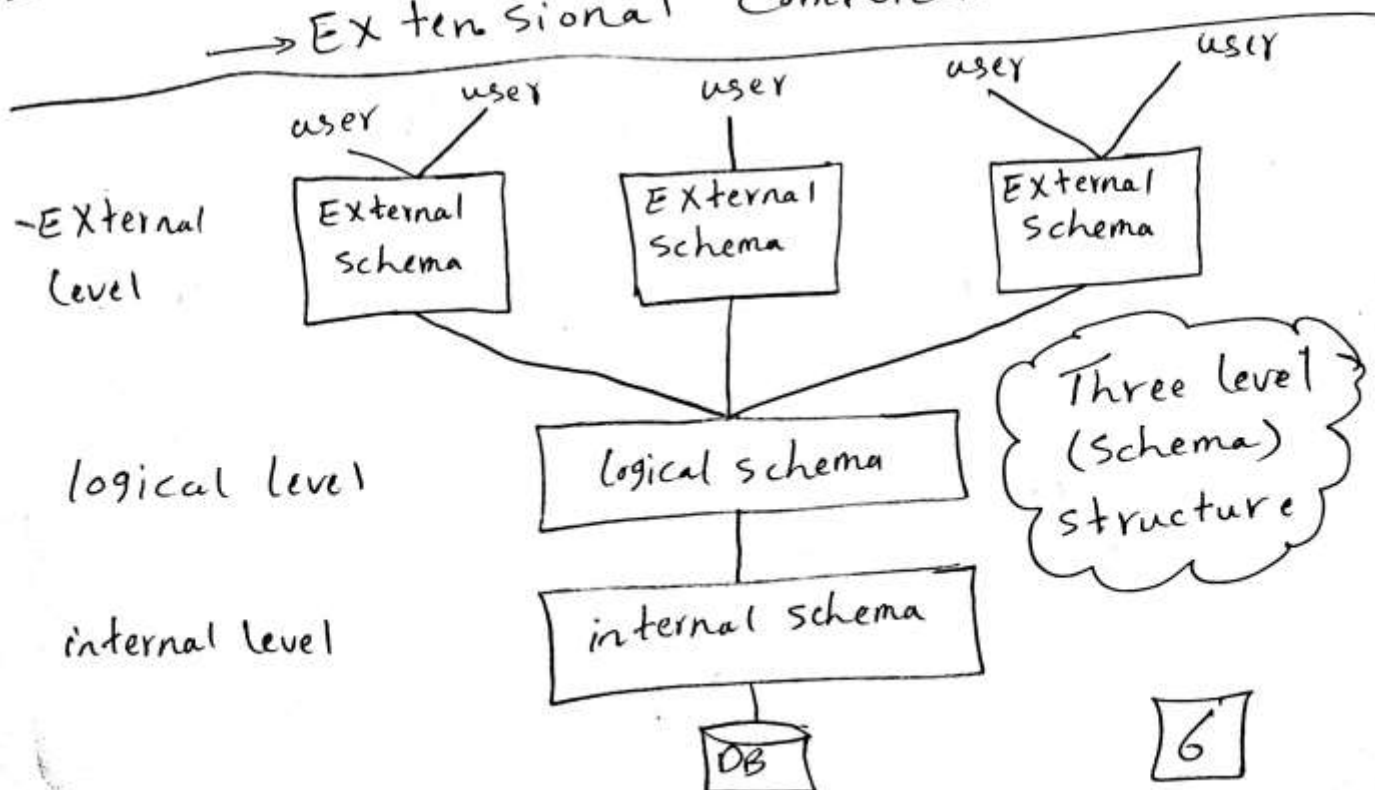 → Extensional
user user user user user
-External Level
External schema
External schema
External schema
Three level (schema) structure
logical level
logical schema
internal level
internal schema
DB
6